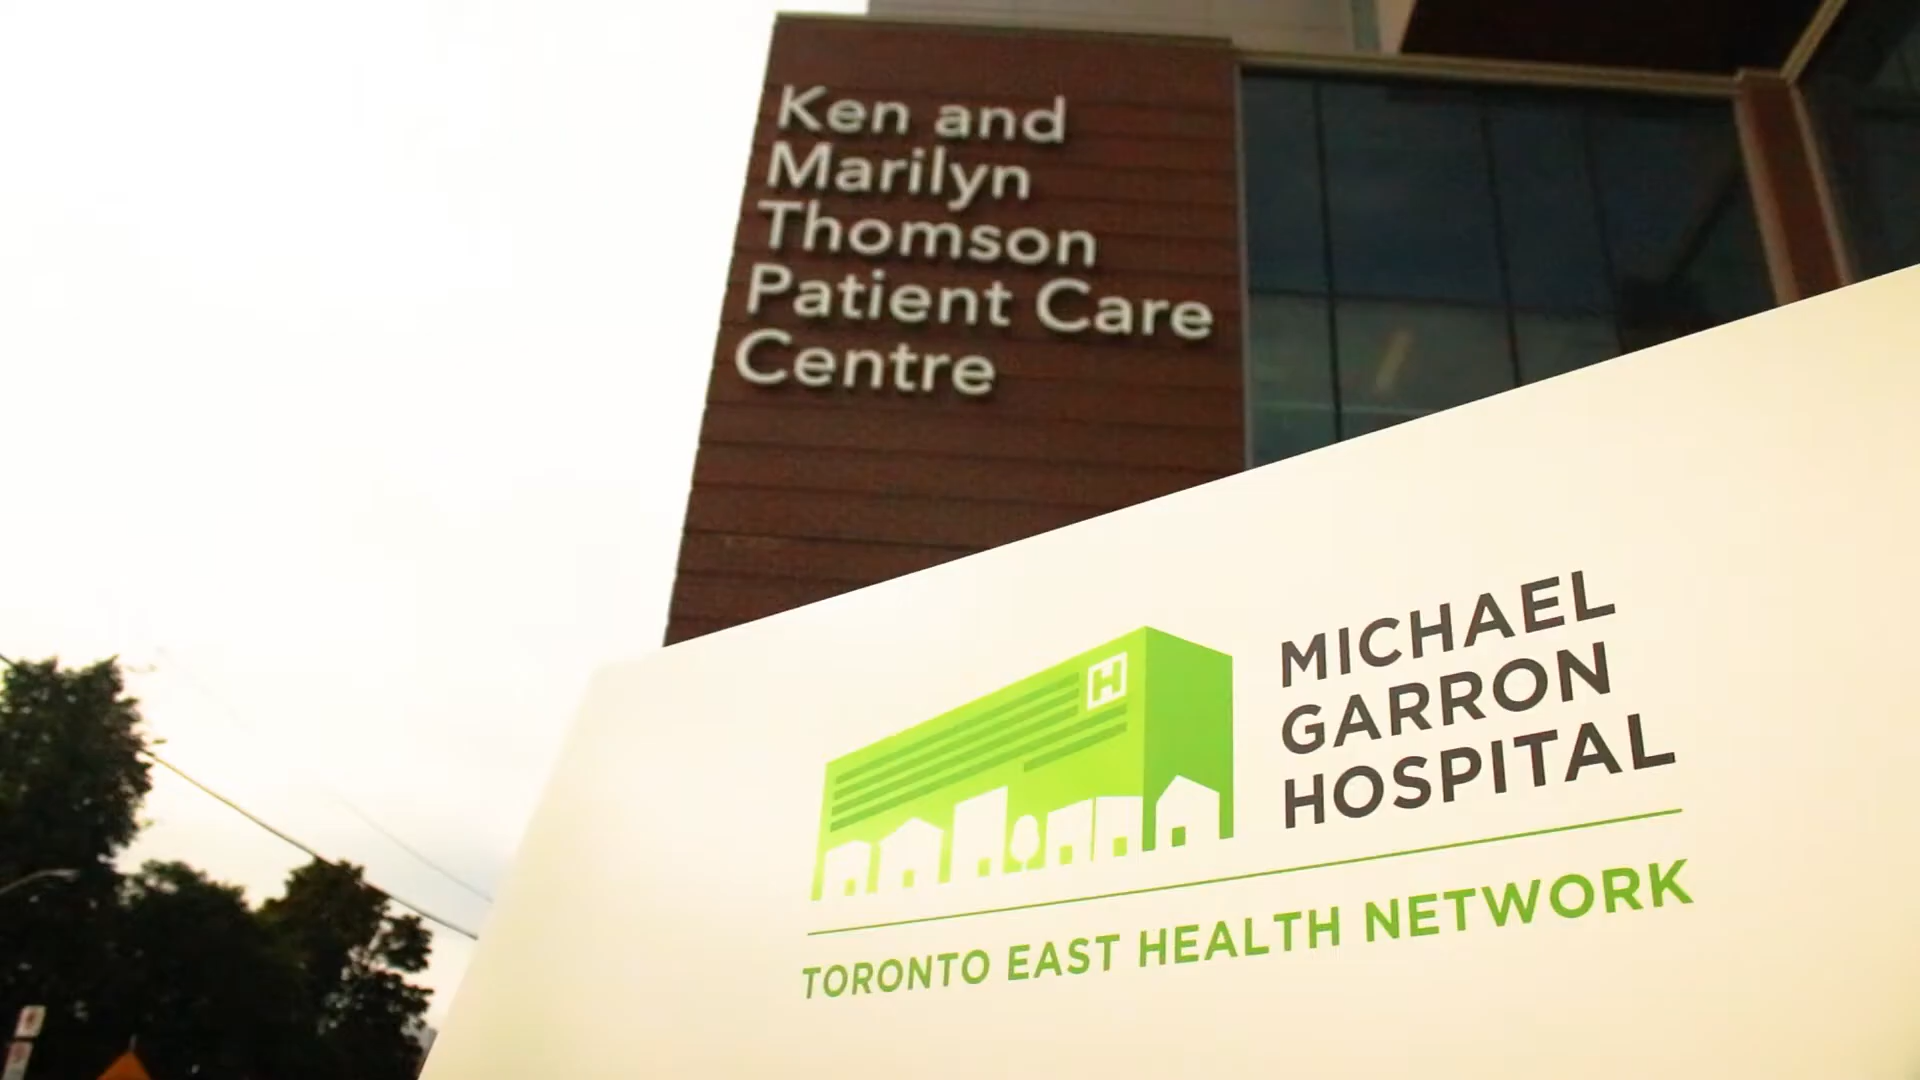 Ken and
Marilyn
Thomson
Patient Care
Centre
H
MICHAEL
GARRON
HOSPITAL
TORONTO EAST HEALTH NETWORK